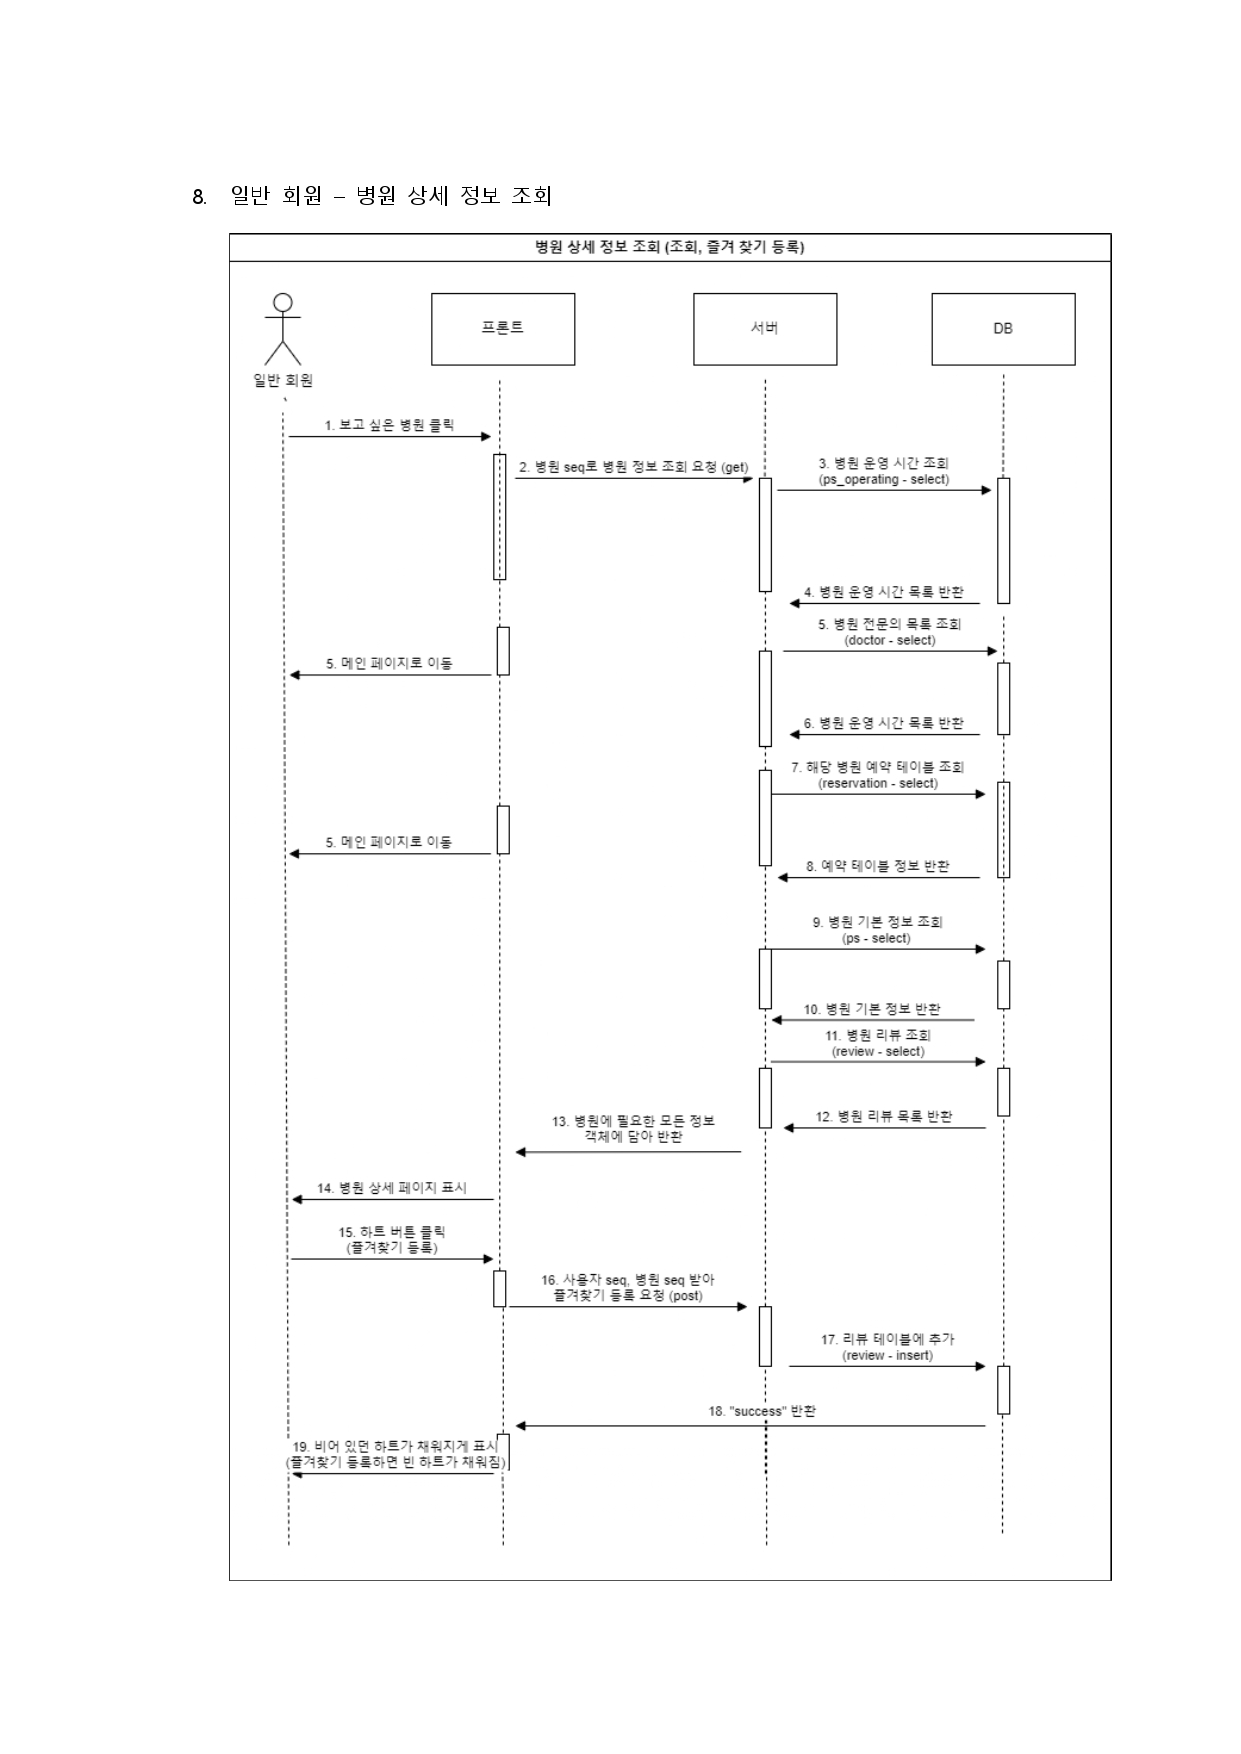 8. 일반 회원 – 병원 상세 정보 조회
병원 상세 정보 조회 (조회, 즐겨 찾기 등록)
일반 회원
프론트
서버
DB
1. 보고 싶은 병원 클릭
2. 병원 seq로 병원 정보 조회 요청 (get)
3. 병원 운영 시간 조회
(ps_operating - select)
4. 병원 운영 시간 목록 반환
5. 병원 전문의 목록 조회
(doctor - select)
5. 메인 페이지로 이동
6. 병원 운영 시간 목록 반환
7. 해당 병원 예약 테이블 조회
(reservation - select)
5. 메인 페이지로 이동
8. 예약 테이블 정보 반환
9. 병원 기본 정보 조회
(ps - select)
10. 병원 기본 정보 반환
11. 병원 리뷰 조회
(review - select)
12. 병원 리뷰 목록 반환
13. 병원에 필요한 모든 정보
객체에 담아 반환
14. 병원 상세 페이지 표시
15. 하트 버튼 클릭
(즐겨찾기 등록)
16. 사용자 seq, 병원 seq 받아
즐겨찾기 등록 요청 (post)
17. 리뷰 테이블에 추가
(review - insert)
18. "success" 반환
19. 비어 있던 하트가 채워지게 표시
(즐겨찾기 등록하면 빈 하트가 채워짐)